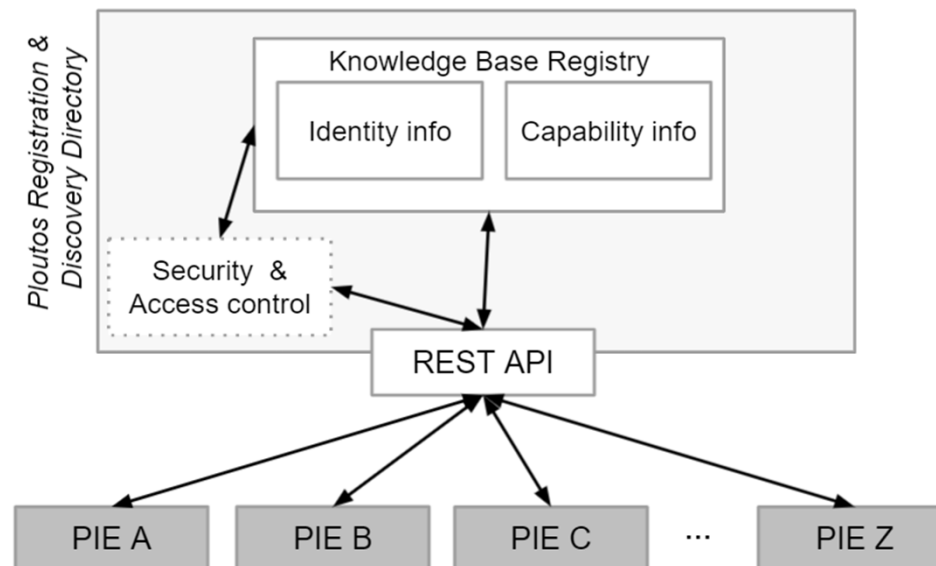 Ploutos Registration &
Discovery Directory
Knowledge Base Registry
Identity info
Capability info
Security &
Access control
REST API
PIE A
PIE B
PIE C
...
PIE Z